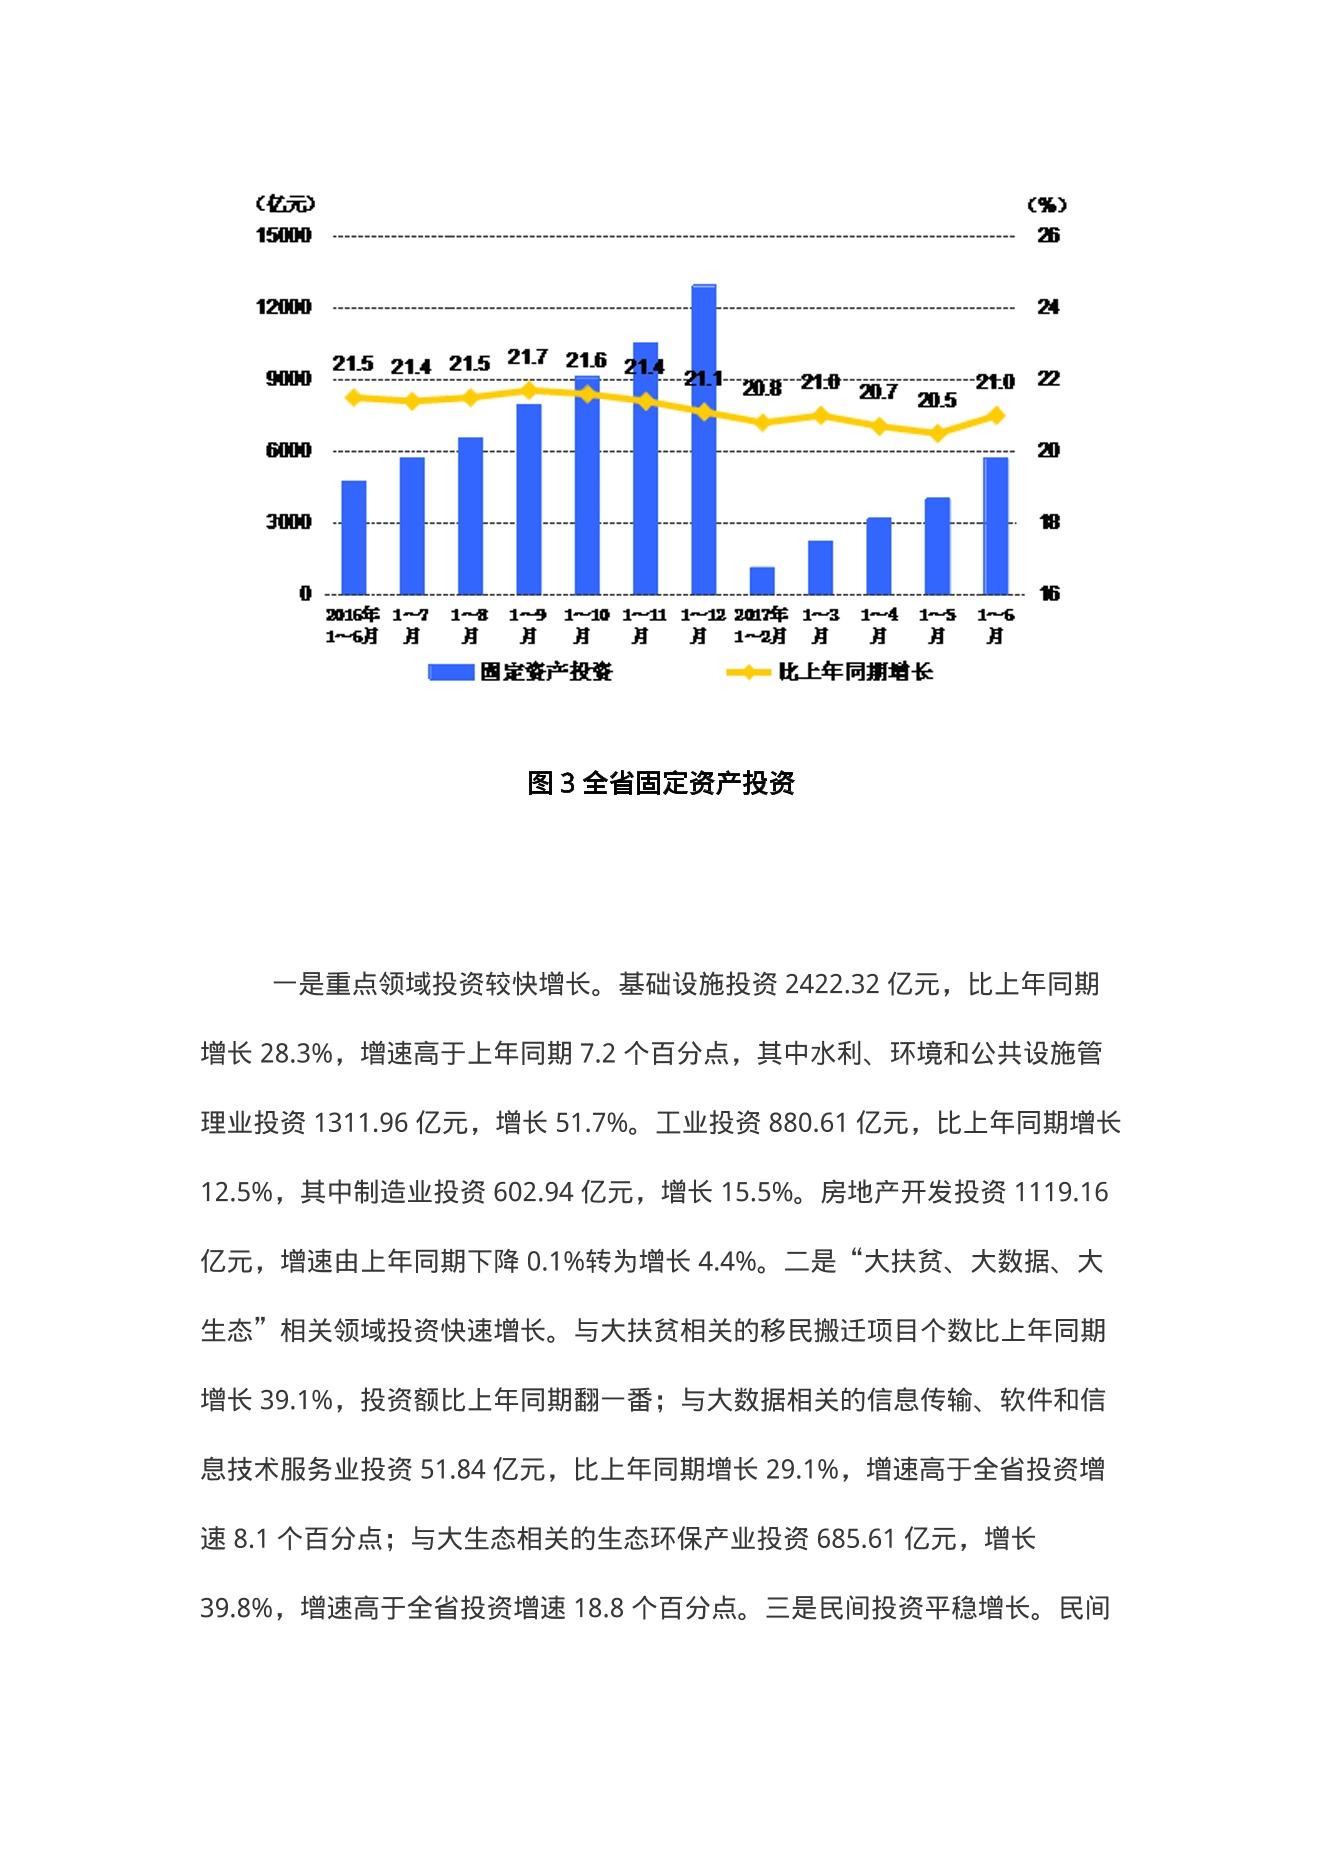 （亿元） （%）
15000 26
12000 24
21.5 21.4 21.5 21.7 21.6 21.4 21.1 20.8 21.0 20.7 20.5 21.0
9000 22
6000 20
3000 18
0 16
2016年 1～7 1～8 1～9 1～10 1～11 1～12 2017年 1～3 1～4 1～5 1～6
1～6月 月 月 月 月 月 月 1～2月 月 月 月 月
固定资产投资 比上年同期增长
图 3 全省固定资产投资
一是重点领域投资较快增长。基础设施投资 2422.32 亿元，比上年同期
增长 28.3%，增速高于上年同期 7.2 个百分点，其中水利、环境和公共设施管
理业投资 1311.96 亿元，增长 51.7%。工业投资 880.61 亿元，比上年同期增长
12.5%，其中制造业投资 602.94 亿元，增长 15.5%。房地产开发投资 1119.16
亿元，增速由上年同期下降 0.1%转为增长 4.4%。二是“大扶贫、大数据、大
生态”相关领域投资快速增长。与大扶贫相关的移民搬迁项目个数比上年同期
增长 39.1%，投资额比上年同期翻一番；与大数据相关的信息传输、软件和信
息技术服务业投资 51.84 亿元，比上年同期增长 29.1%，增速高于全省投资增
速 8.1 个百分点；与大生态相关的生态环保产业投资 685.61 亿元，增长
39.8%，增速高于全省投资增速 18.8 个百分点。三是民间投资平稳增长。民间